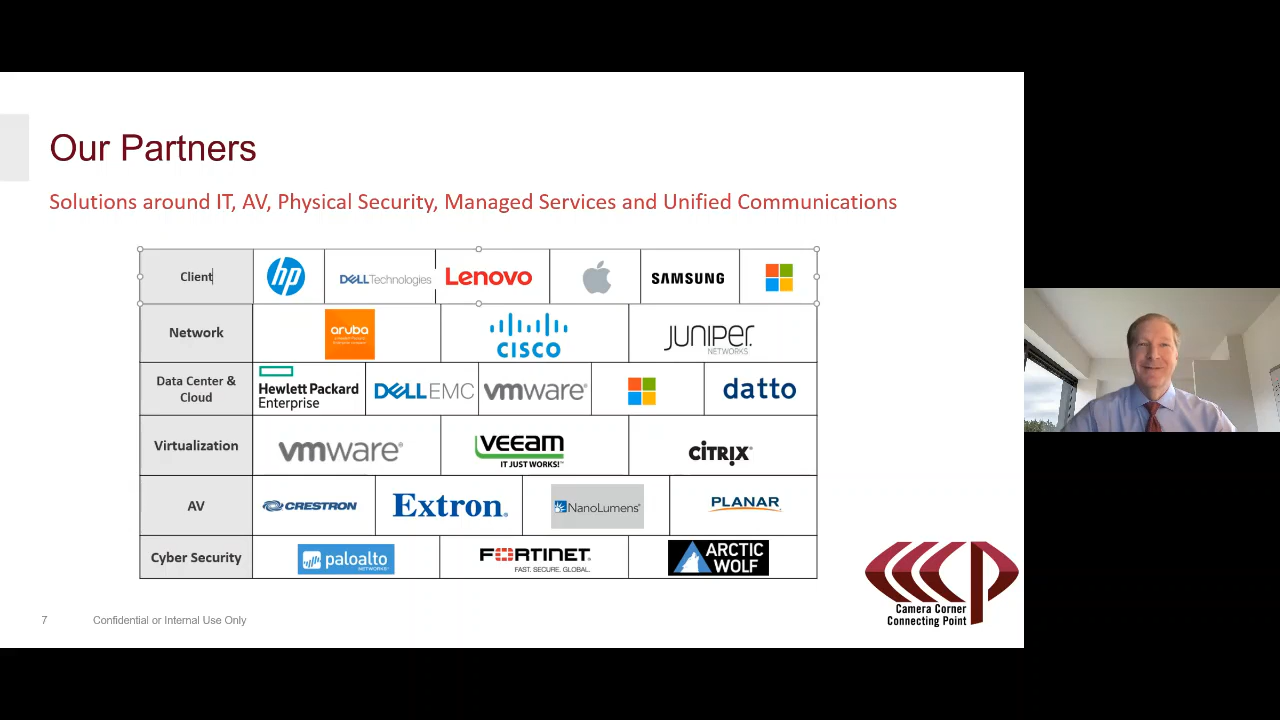 Our Partners
Solutions around IT, AV, Physical Security, Managed Services and Unified Communications
Client
hp
DELL Technologies
Lenovo
SAMSUNG
Network
aruba
CISCO
JUNIPER
NETWORKS
Data Center &
Cloud
Hewlett Packard
Enterprise
DELL EMC
vmware®
datto
Virtualization
vmware®
veeam
IT JUST WORKS!™
CITRIX®
AV
CRESTRON
Extron®
NanoLumens®
PLANAR
Cyber Security
paloalto
NETWORKS®
FORTINET®
FAST. SECURE. GLOBAL.
ARCTIC
WOLF
CCCP
Camera Corner
Connecting Point
7
Confidential or Internal Use Only